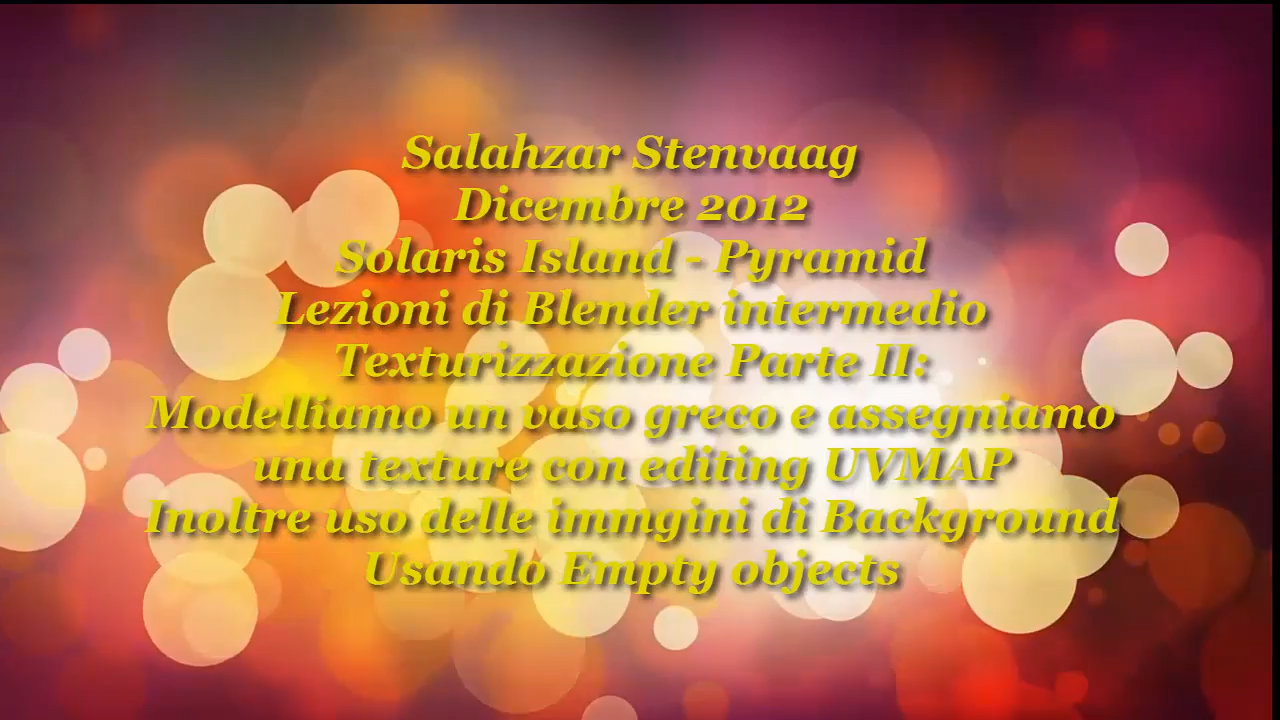 Salahzar Stenvaag
Dicembre 2012
Solaris Island - Pyramid
Lezioni di Blender intermedio
Texturizzazione Parte II:
Modelliamo un vaso greco e assegniamo
una texture con editing UVMAP
Inoltre uso delle immgini di Background
Usando Empty objects